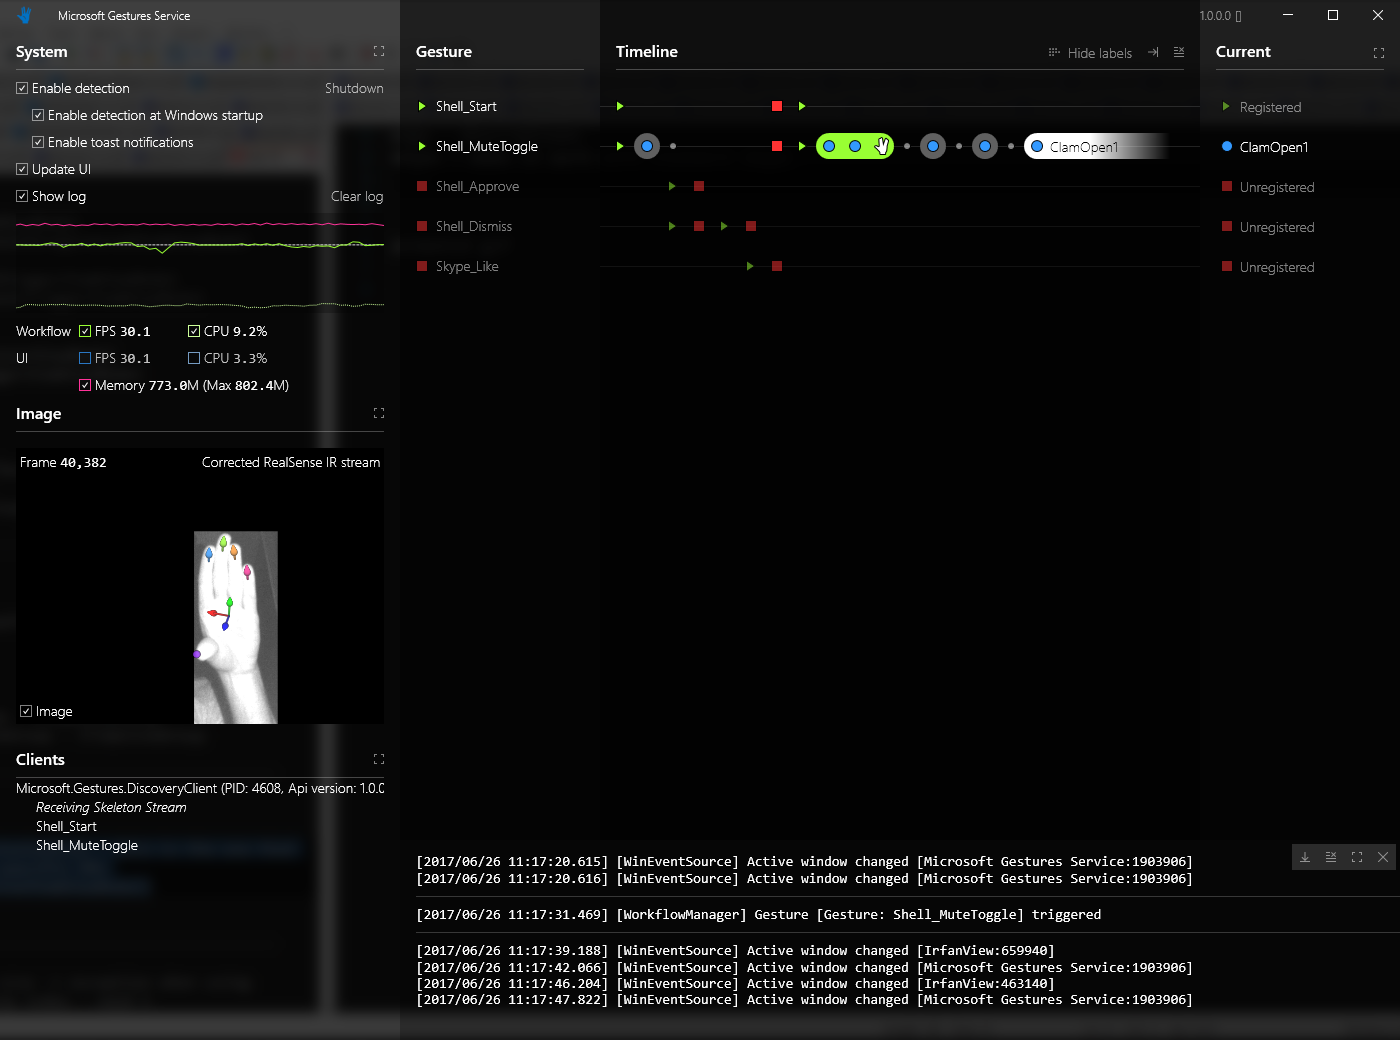 Microsoft Gestures Service
1.0.0.0
System
Enable detection
Shutdown
Enable detection at Windows startup
Enable toast notifications
Update UI
Show log
Clear log
Workflow FPS 30.1 CPU 9.2%
UI FPS 30.1 CPU 3.3%
Memory 773.0M (Max 802.4M)
Image
Frame 40,382
Corrected RealSense IR stream
Image
Clients
Microsoft.Gestures.DiscoveryClient (PID: 4608, Api version: 1.0.0
Receiving Skeleton Stream
Shell_Start
Shell_MuteToggle
Gesture
Shell_Start
Shell_MuteToggle
Shell_Approve
Shell_Dismiss
Skype_Like
Timeline
Hide labels
ClamOpen1
Current
Registered
ClamOpen1
Unregistered
Unregistered
Unregistered
[2017/06/26 11:17:20.615] [WinEventSource] Active window changed [Microsoft Gestures Service:1903906]
[2017/06/26 11:17:20.616] [WinEventSource] Active window changed [Microsoft Gestures Service:1903906]
[2017/06/26 11:17:31.469] [WorkflowManager] Gesture [Gesture: Shell_MuteToggle] triggered
[2017/06/26 11:17:39.188] [WinEventSource] Active window changed [IrfanView:659940]
[2017/06/26 11:17:42.066] [WinEventSource] Active window changed [Microsoft Gestures Service:1903906]
[2017/06/26 11:17:46.204] [WinEventSource] Active window changed [IrfanView:463140]
[2017/06/26 11:17:47.822] [WinEventSource] Active window changed [Microsoft Gestures Service:1903906]